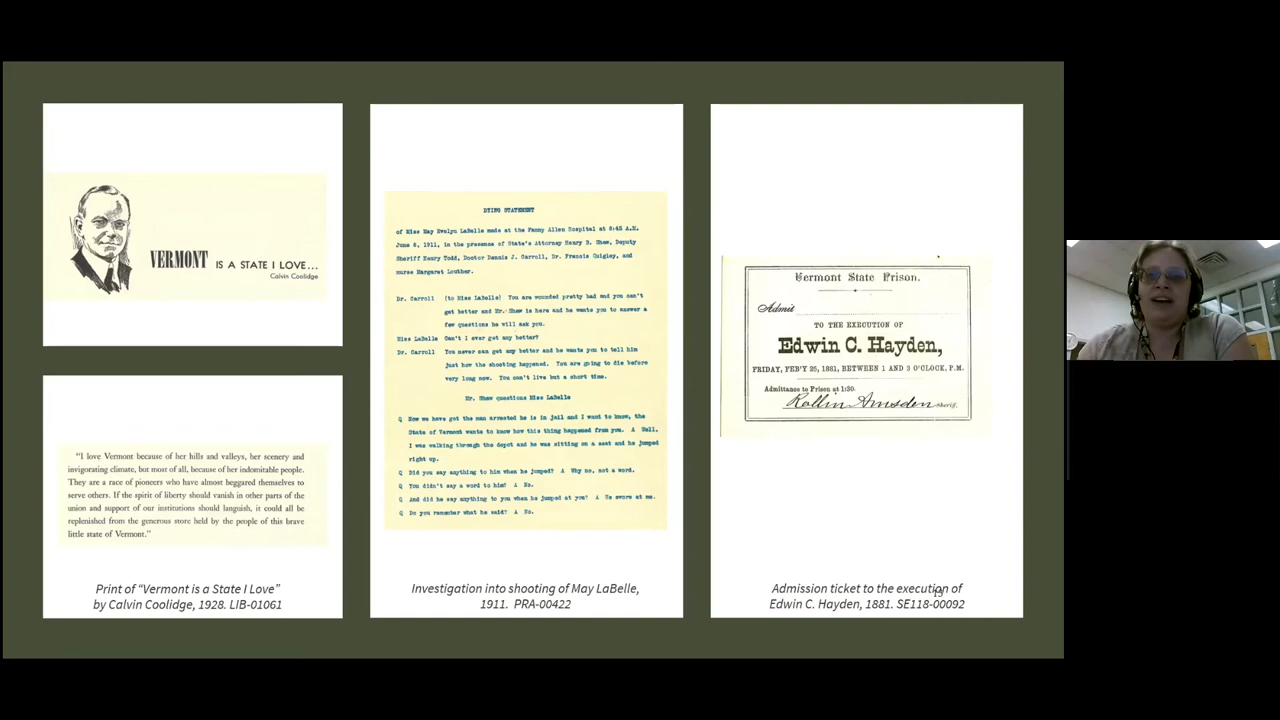 VERMONT IS A STATE I LOVE...
Calvin Coolidge
"I love Vermont because of her hills and valleys, her scenery and
invigorating climate, but most of all, because of her indomitable people.
They are a race of pioneers who have almost beggared themselves to
serve others. If the spirit of liberty should vanish in other parts of the
union and support of our institutions should languish, it could all be
replenished from the generous store held by the people of this brave
little state of Vermont."
Print of "Vermont is a State I Love"
by Calvin Coolidge, 1928. LIB-01061
DYING STATEMENT
of Miss May Evelyn LaBelle made at the Fanny Allen Hospital at 8:45 A.M.
June 6, 1911, in the presence of State's Attorney Henry B. Shaw, Deputy
Sheriff Henry Todd, Doctor Dennis J. Carroll, Dr. Francis Quigley, and
nurse Margaret Louther.
Dr. Carroll (to Miss LaBelle) You are wounded pretty bad and you can't
get better and Mr. Shaw is here and he wants you to answer a
few questions he will ask you.
Miss LaBelle Can't I ever get any better?
Dr. Carroll You never can get any better and he wants you to tell him
just how the shooting happened. You are going to die before
very long now. You can't live but a short time.
Mr. Shaw questions Miss LaBelle
Q Now we have got the man arrested he is in jail and I want to know, the
State of Vermont wants to know how this thing happened from you. A Well,
I was walking through the depot and he was sitting on a seat and he jumped
right up.
Q Did you say anything to him when he jumped? A Why no, not a word.
Q You didn't say a word to him? A No.
Q And did he say anything to you when he jumped at you? A He swore at me.
Q Do you remember what he said? A No.
Investigation into shooting of May LaBelle,
1911. PRA-00422
Vermont State Prison.
Admit
TO THE EXECUTION OF
Edwin C. Hayden,
FRIDAY, FEB'Y 25, 1881, BETWEEN 1 AND 3 O'CLOCK, P.M.
Admittance to Prison at 1:30.
Rollin Amsden Sheriff.
Admission ticket to the execution of
Edwin C. Hayden, 1881. SE118-00092